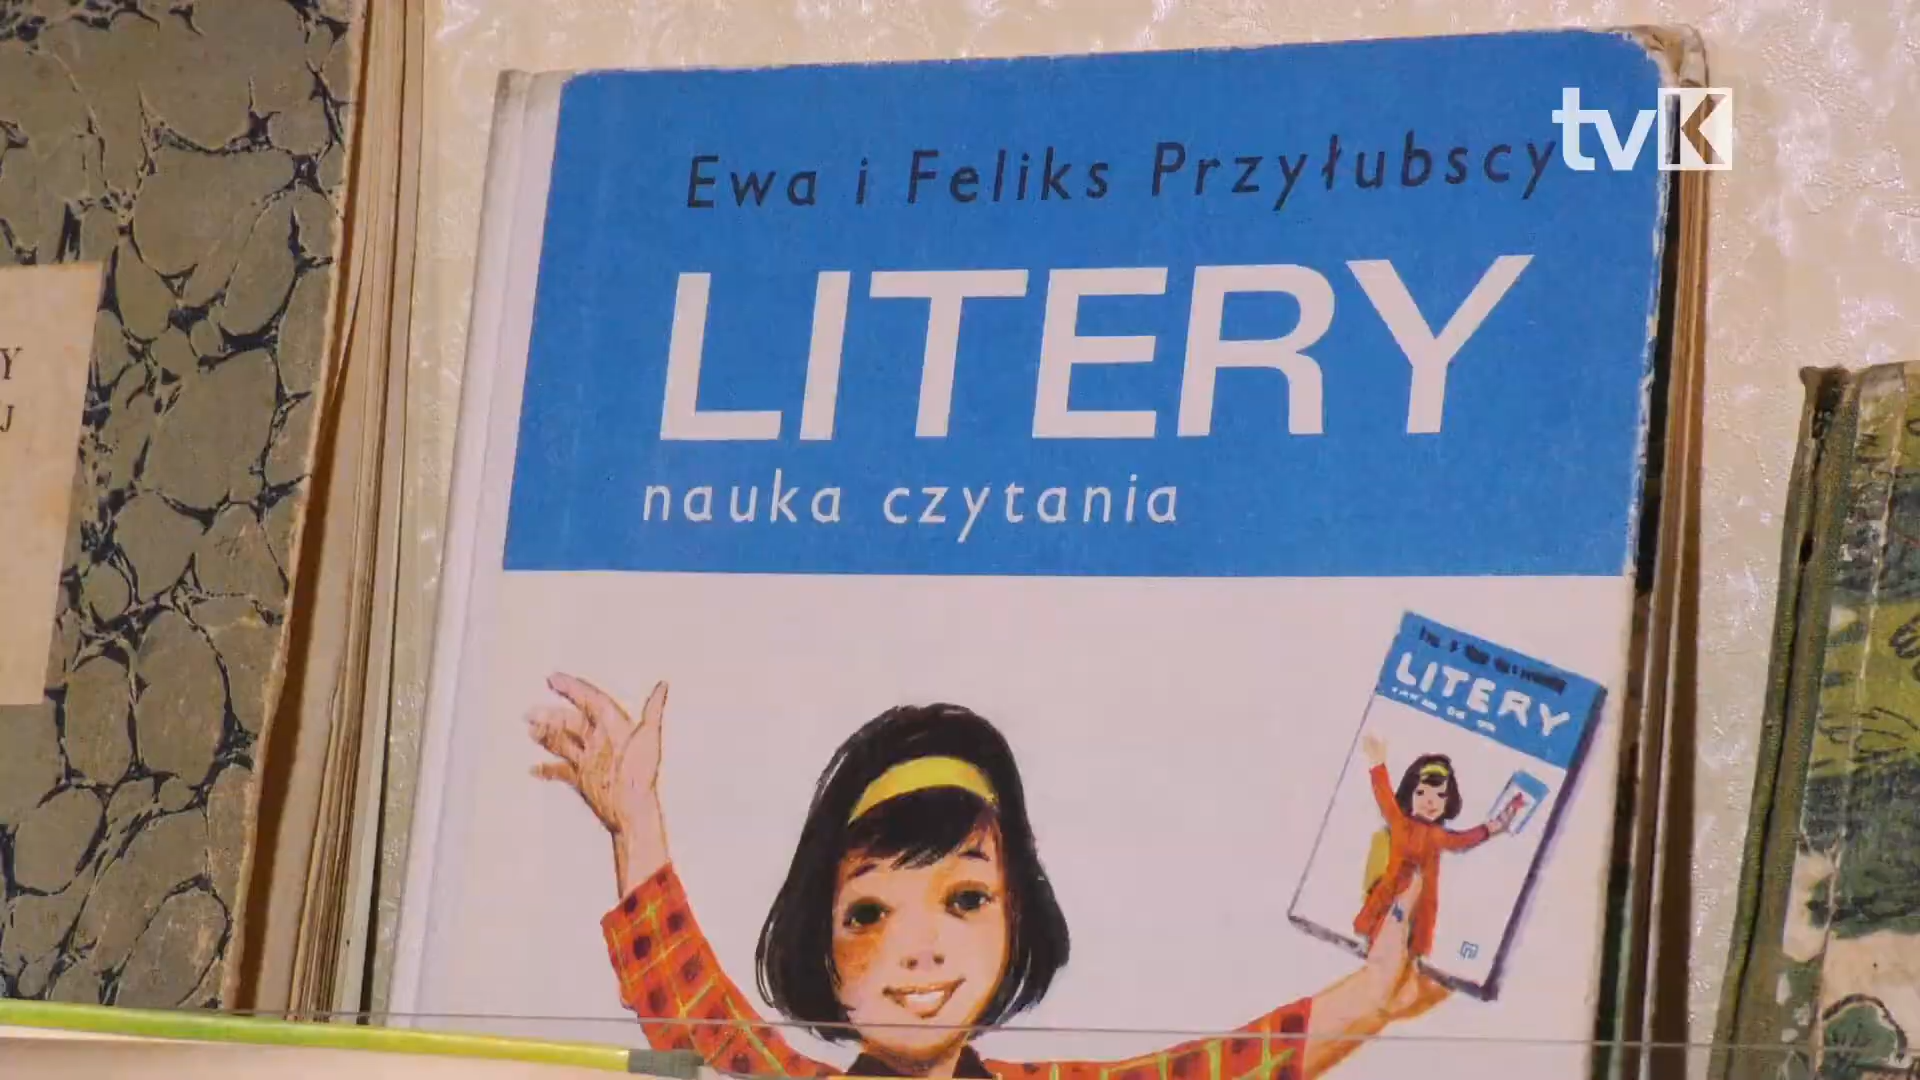 tvK
Ewa i Feliks Przyłubscy
LITERY
nauka czytania
LITERY
Y
J